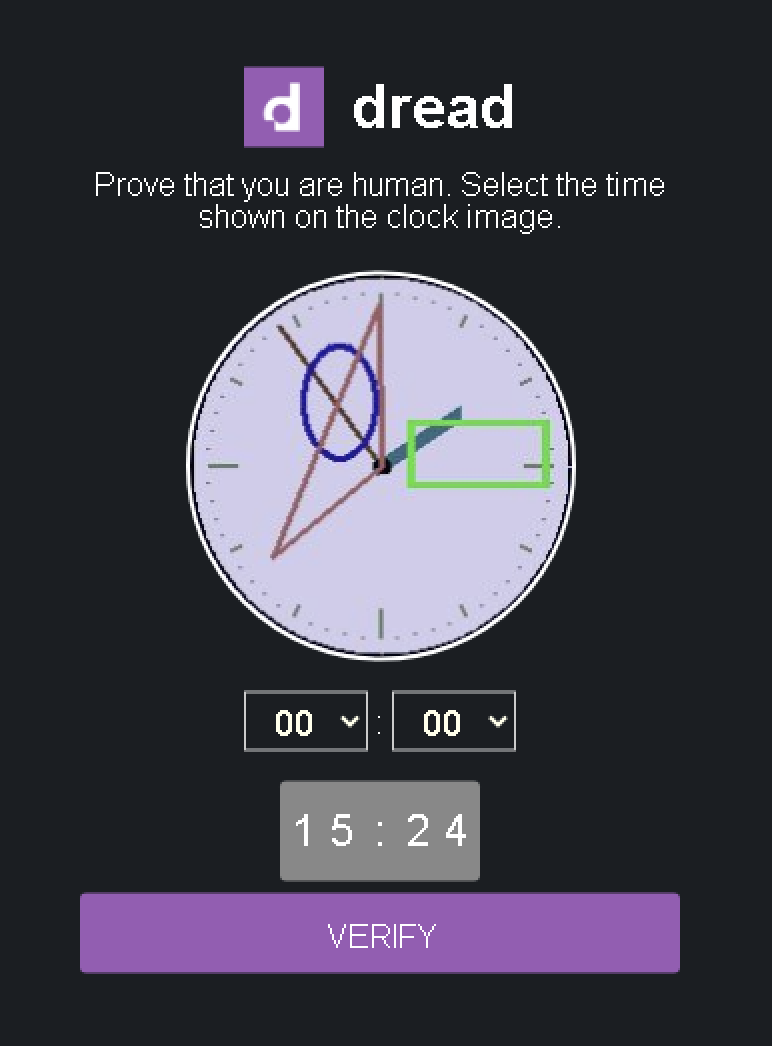 d dread
Prove that you are human. Select the time
shown on the clock image.
00 : 00
15:24
VERIFY